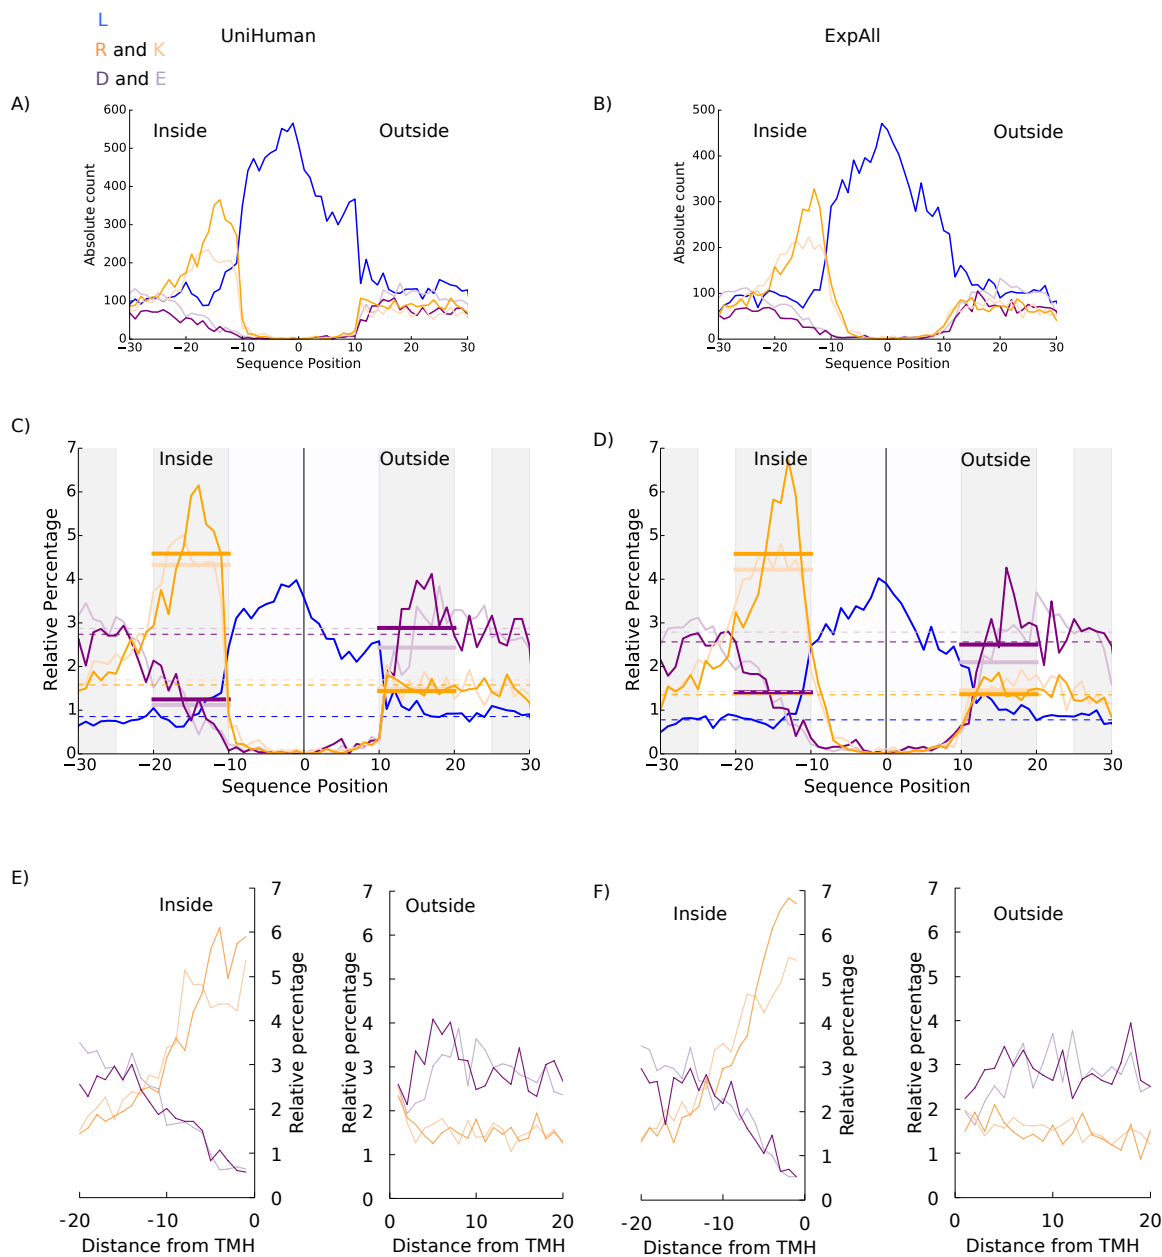 L
R and K
D and E
UniHuman
ExpAll
A)
Inside
Outside
Absolute count
600
500
400
300
200
100
0
−30 −20 −10 0 10 20 30
Sequence Position
B)
Inside
Outside
Absolute count
500
400
300
200
100
0
−30 −20 −10 0 10 20 30
Sequence Position
C)
Inside
Outside
Relative Percentage
7
6
5
4
3
2
1
0
−30 −20 −10 0 10 20 30
Sequence Position
D)
Inside
Outside
Relative Percentage
7
6
5
4
3
2
1
0
−30 −20 −10 0 10 20 30
Sequence Position
E)
Inside
7
6
5
4
3
2
1
0
Relative percentage
-20 -10 0
Distance from TMH
Outside
Relative percentage
7
6
5
4
3
2
1
0
0 10 20
Distance from TMH
F)
Inside
7
6
5
4
3
2
1
0
Relative percentage
-20 -10 0
Distance from TMH
Outside
Relative percentage
7
6
5
4
3
2
1
0
0 10 20
Distance from TMH